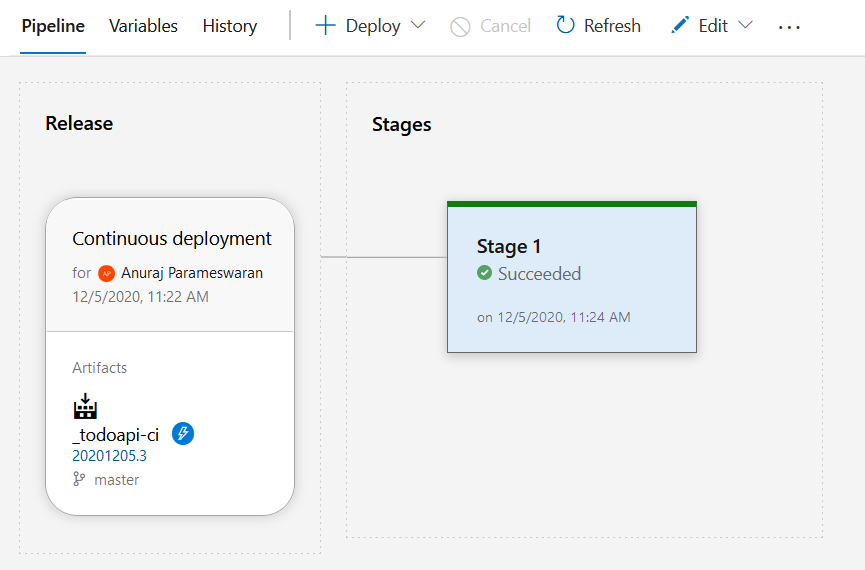 Pipeline Variables History Deploy Cancel Refresh Edit ...
Release
Continuous deployment
for AP Anuraj Parameswaran
12/5/2020, 11:22 AM
Artifacts
_todoapi-ci
20201205.3
master
Stages
Stage 1
Succeeded
on 12/5/2020, 11:24 AM